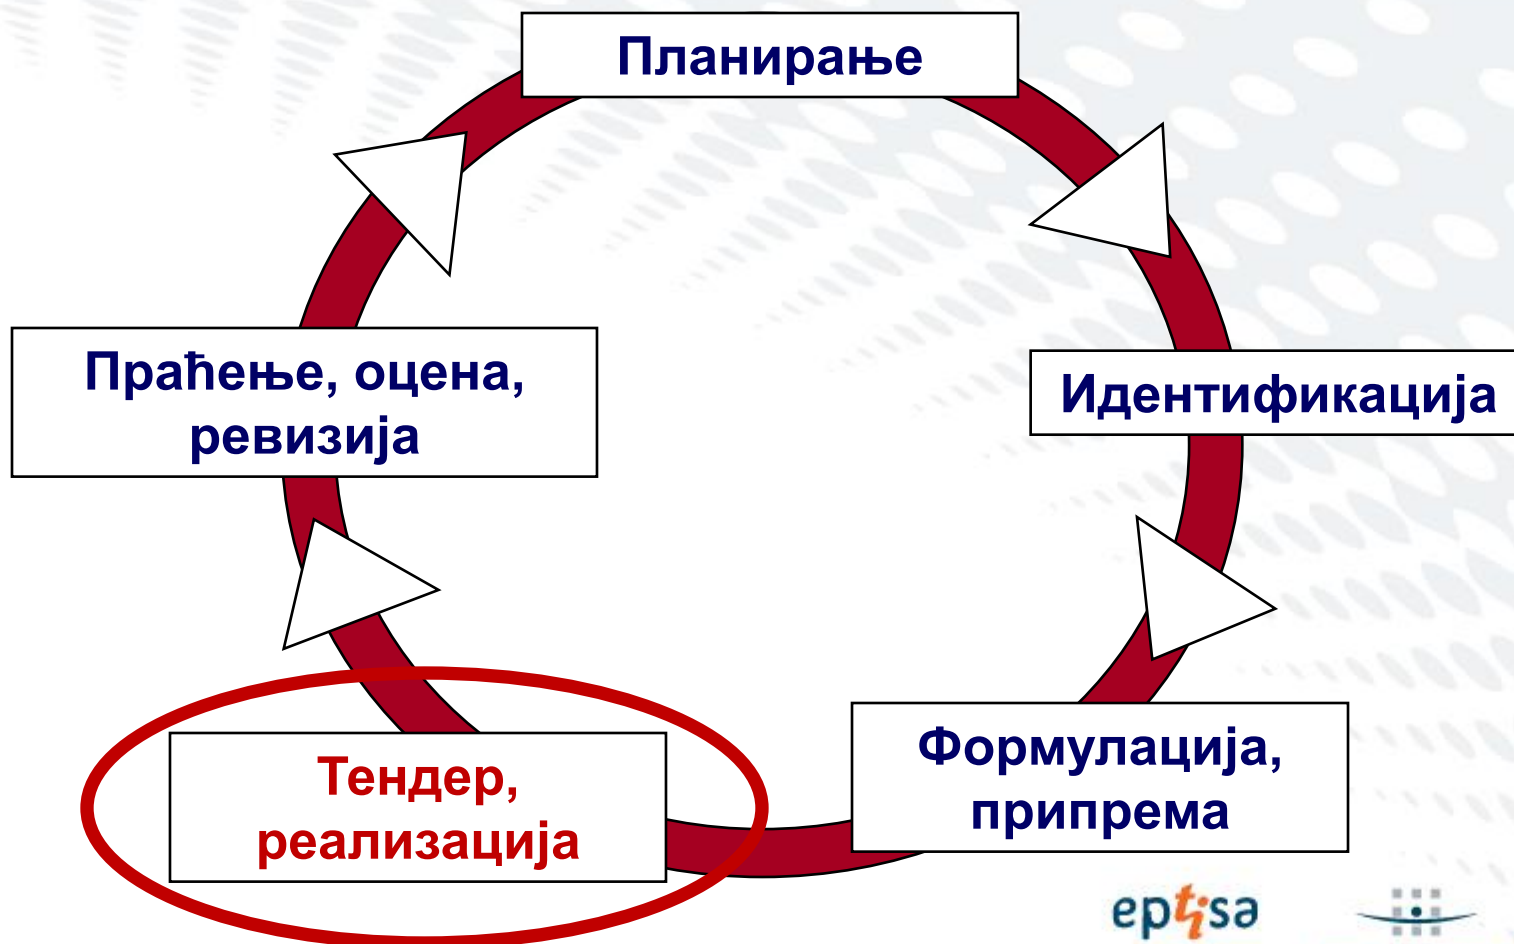 Планирање
Праћење, оцена,
ревизија
Идентификација
Формулација,
припрема
Тендер,
реализација
eptisa